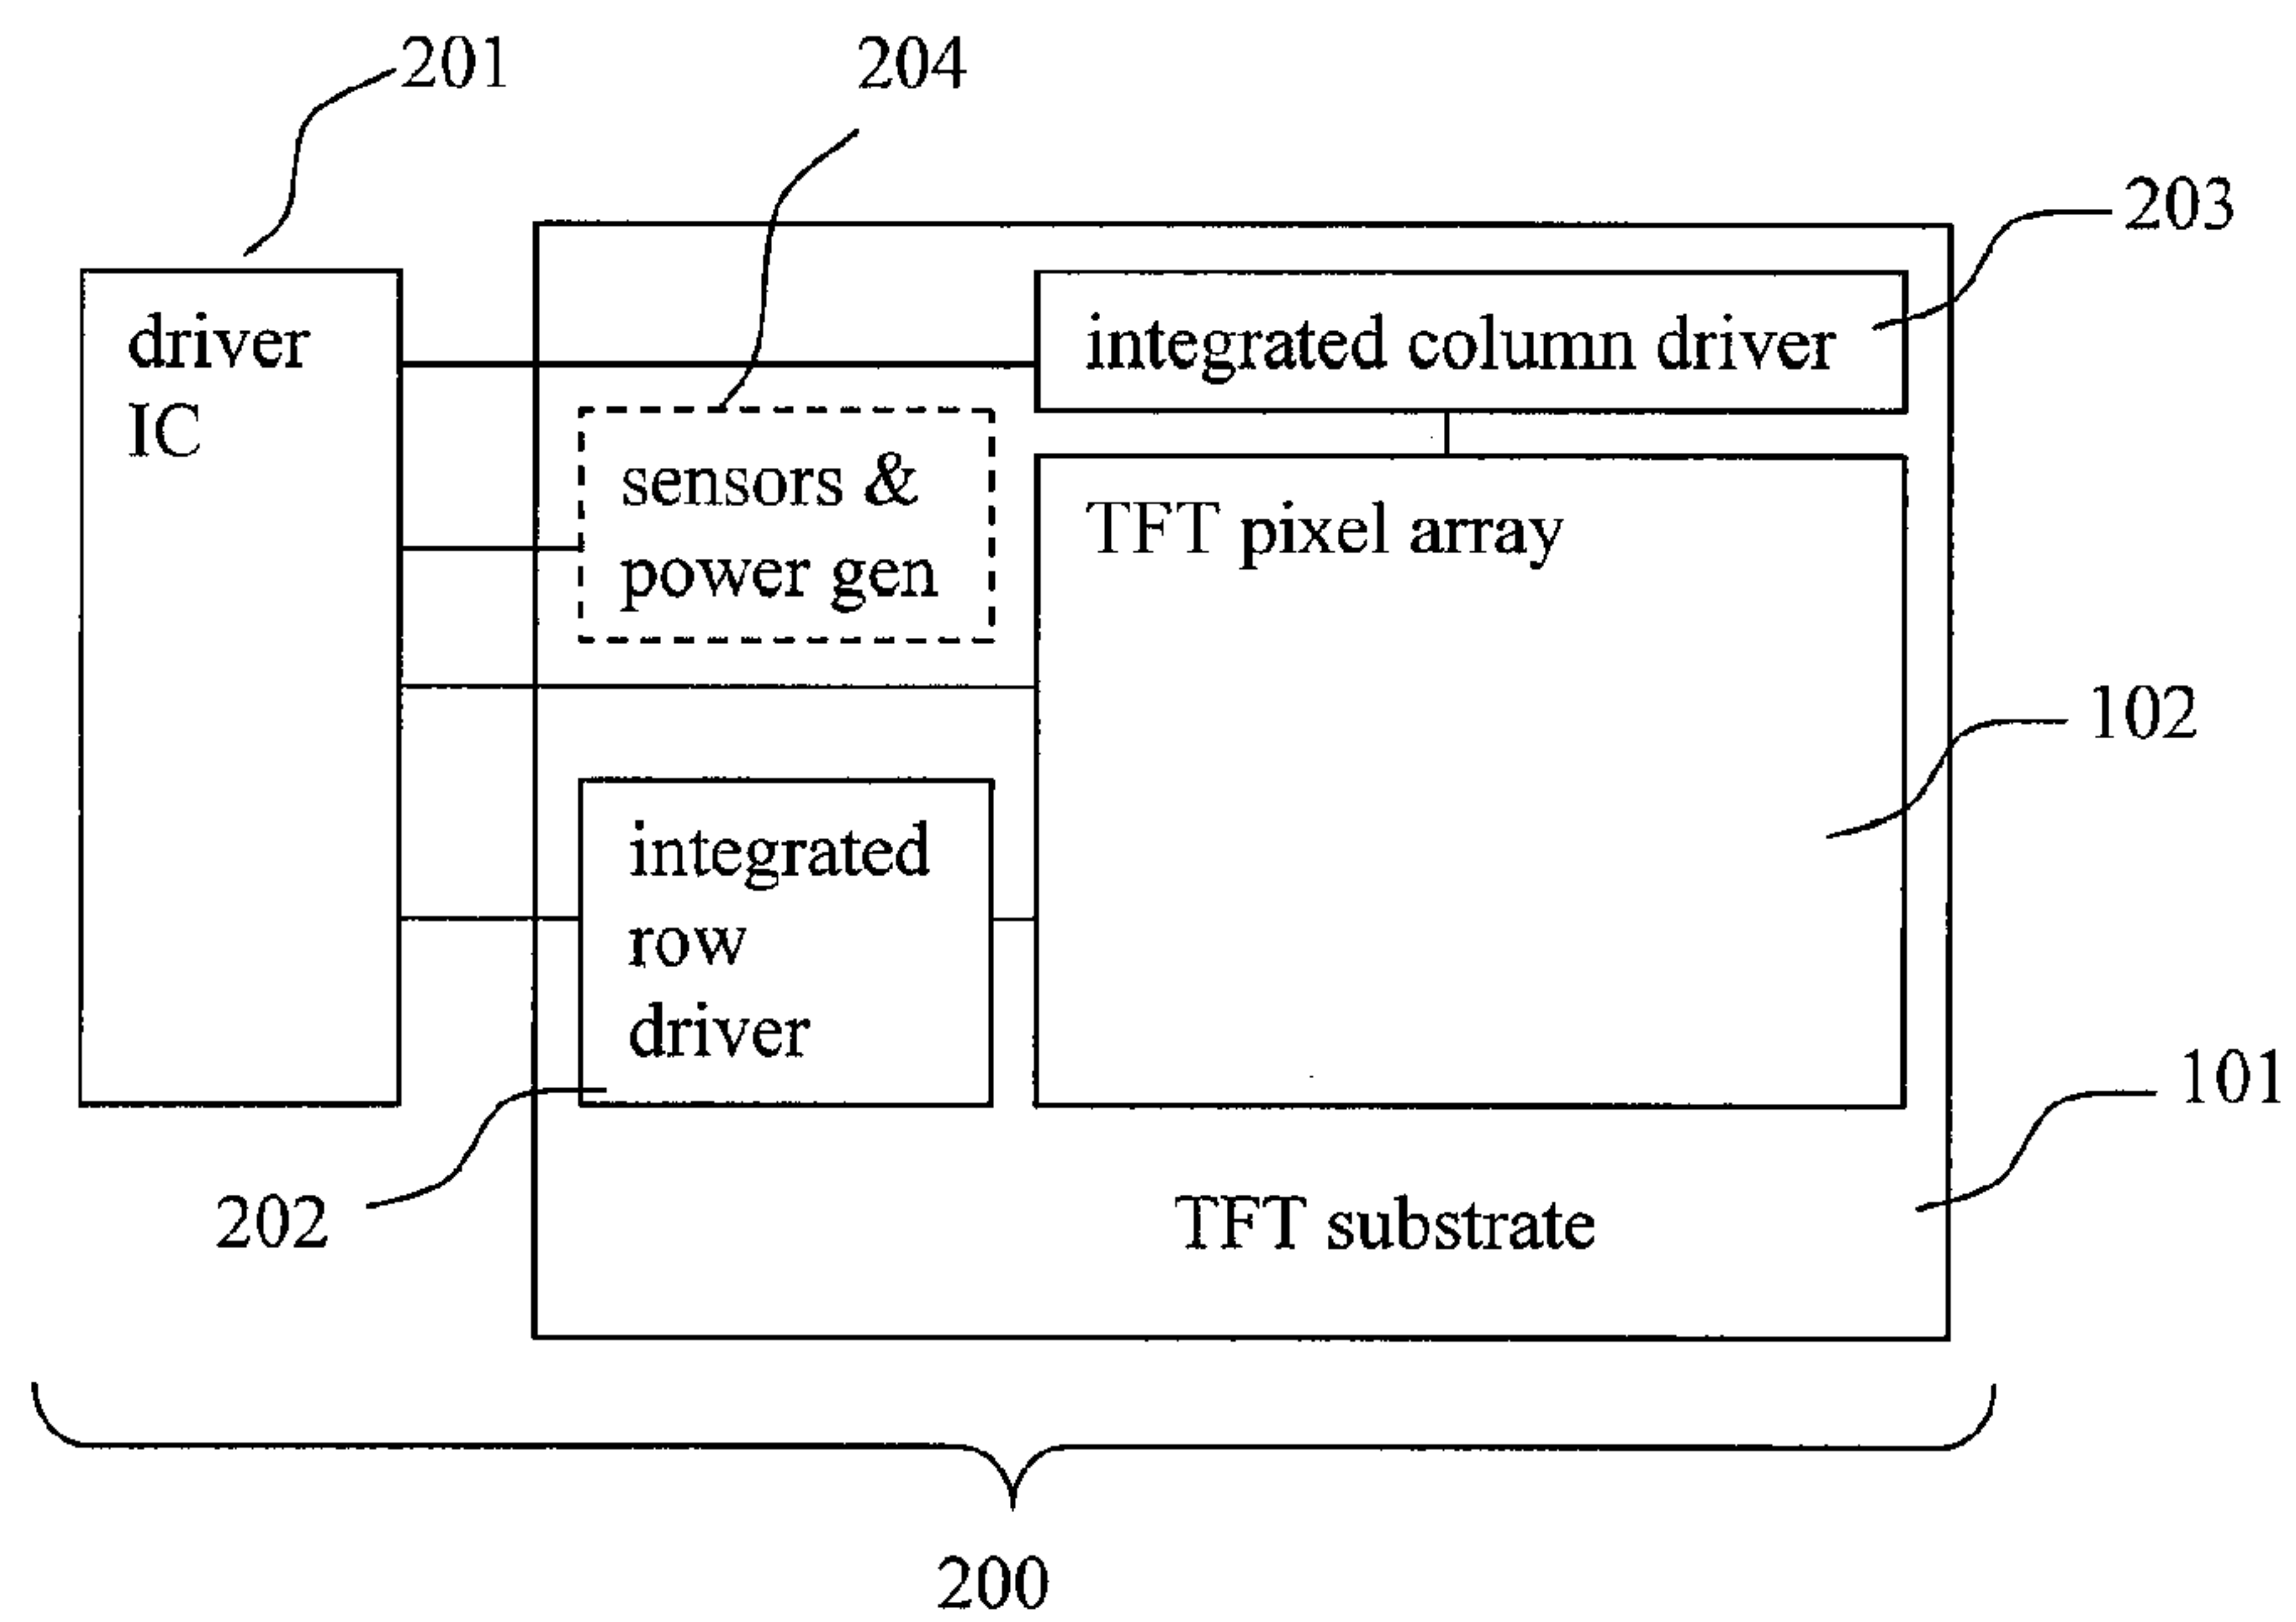 201
204
203
driver
IC
integrated column driver
sensors &
power gen
TFT pixel array
102
integrated
row
driver
101
202
TFT substrate
200